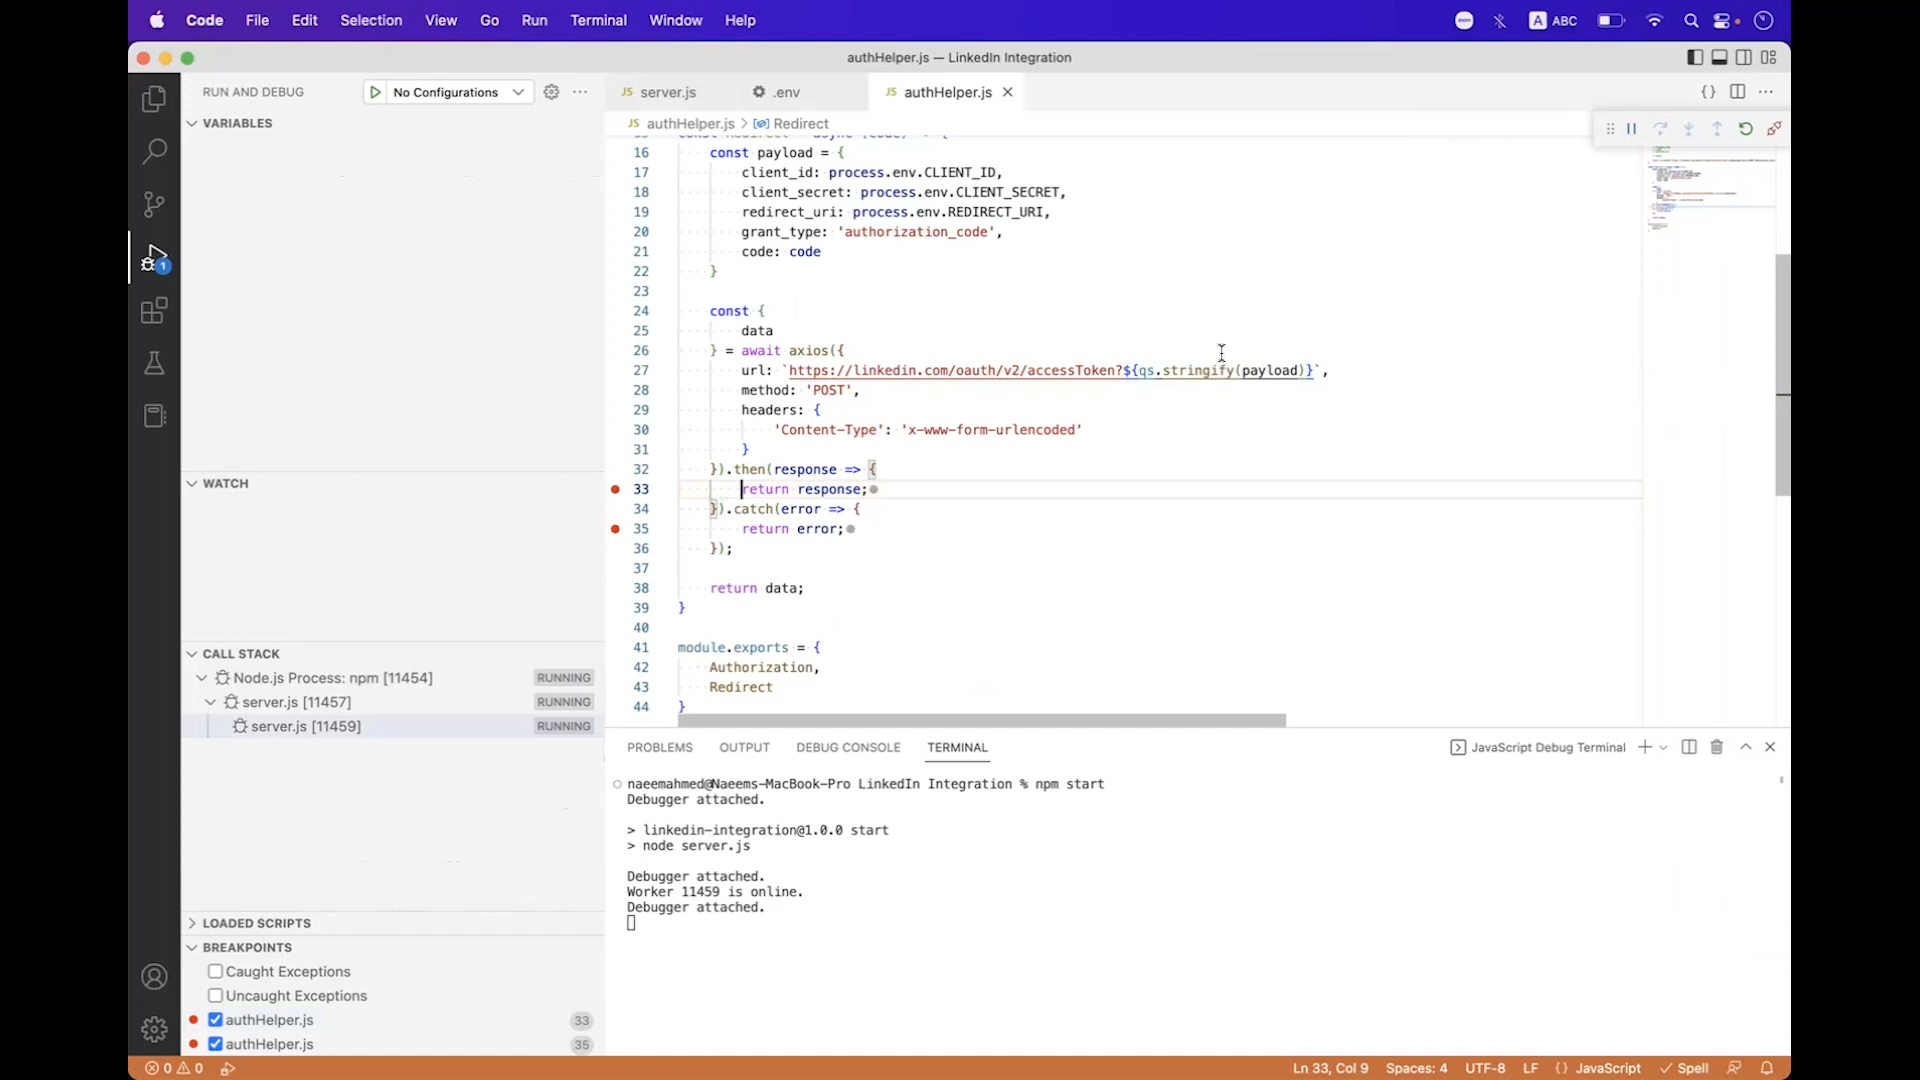 Code File Edit Selection View Go Run Terminal Window Help
zoom A ABC
authHelper.js — LinkedIn Integration
RUN AND DEBUG No Configurations
JS server.js .env JS authHelper.js
JS authHelper.js > Redirect
VARIABLES
16 const payload = {
17 client_id: process.env.CLIENT_ID,
18 client_secret: process.env.CLIENT_SECRET,
19 redirect_uri: process.env.REDIRECT_URI,
20 grant_type: 'authorization_code',
21 code: code
22 }
23
24 const {
25 data
26 } = await axios({
27 url: `https://linkedin.com/oauth/v2/accessToken?${qs.stringify(payload)}`,
28 method: 'POST',
29 headers: {
30 'Content-Type': 'x-www-form-urlencoded'
31 }
32 }).then(response => {
33 return response;
34 }).catch(error => {
35 return error;
36 });
37
38 return data;
39 }
40
41 module.exports = {
42 Authorization,
43 Redirect
44 }
1
WATCH
CALL STACK
Node.js Process: npm [11454] RUNNING
server.js [11457] RUNNING
server.js [11459] RUNNING
LOADED SCRIPTS
BREAKPOINTS
Caught Exceptions
Uncaught Exceptions
authHelper.js 33
authHelper.js 35
PROBLEMS OUTPUT DEBUG CONSOLE TERMINAL JavaScript Debug Terminal
naeemahmed@Naeems-MacBook-Pro LinkedIn Integration % npm start
Debugger attached.
> linkedin-integration@1.0.0 start
> node server.js
Debugger attached.
Worker 11459 is online.
Debugger attached.
0 0 Ln 33, Col 9 Spaces: 4 UTF-8 LF {} JavaScript Spell